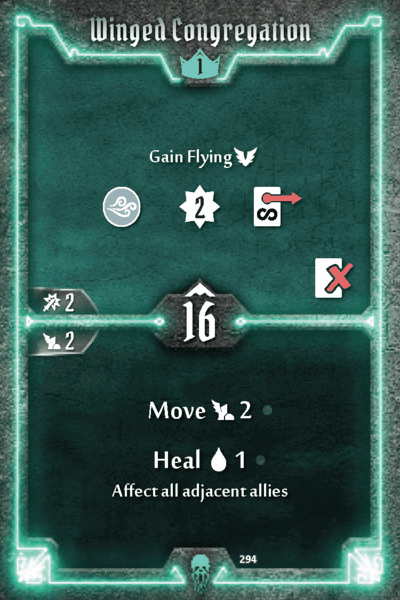 Winged Congregation
1
Gain Flying
2
2
16
2
Move 2
Heal 1
Affect all adjacent allies
294